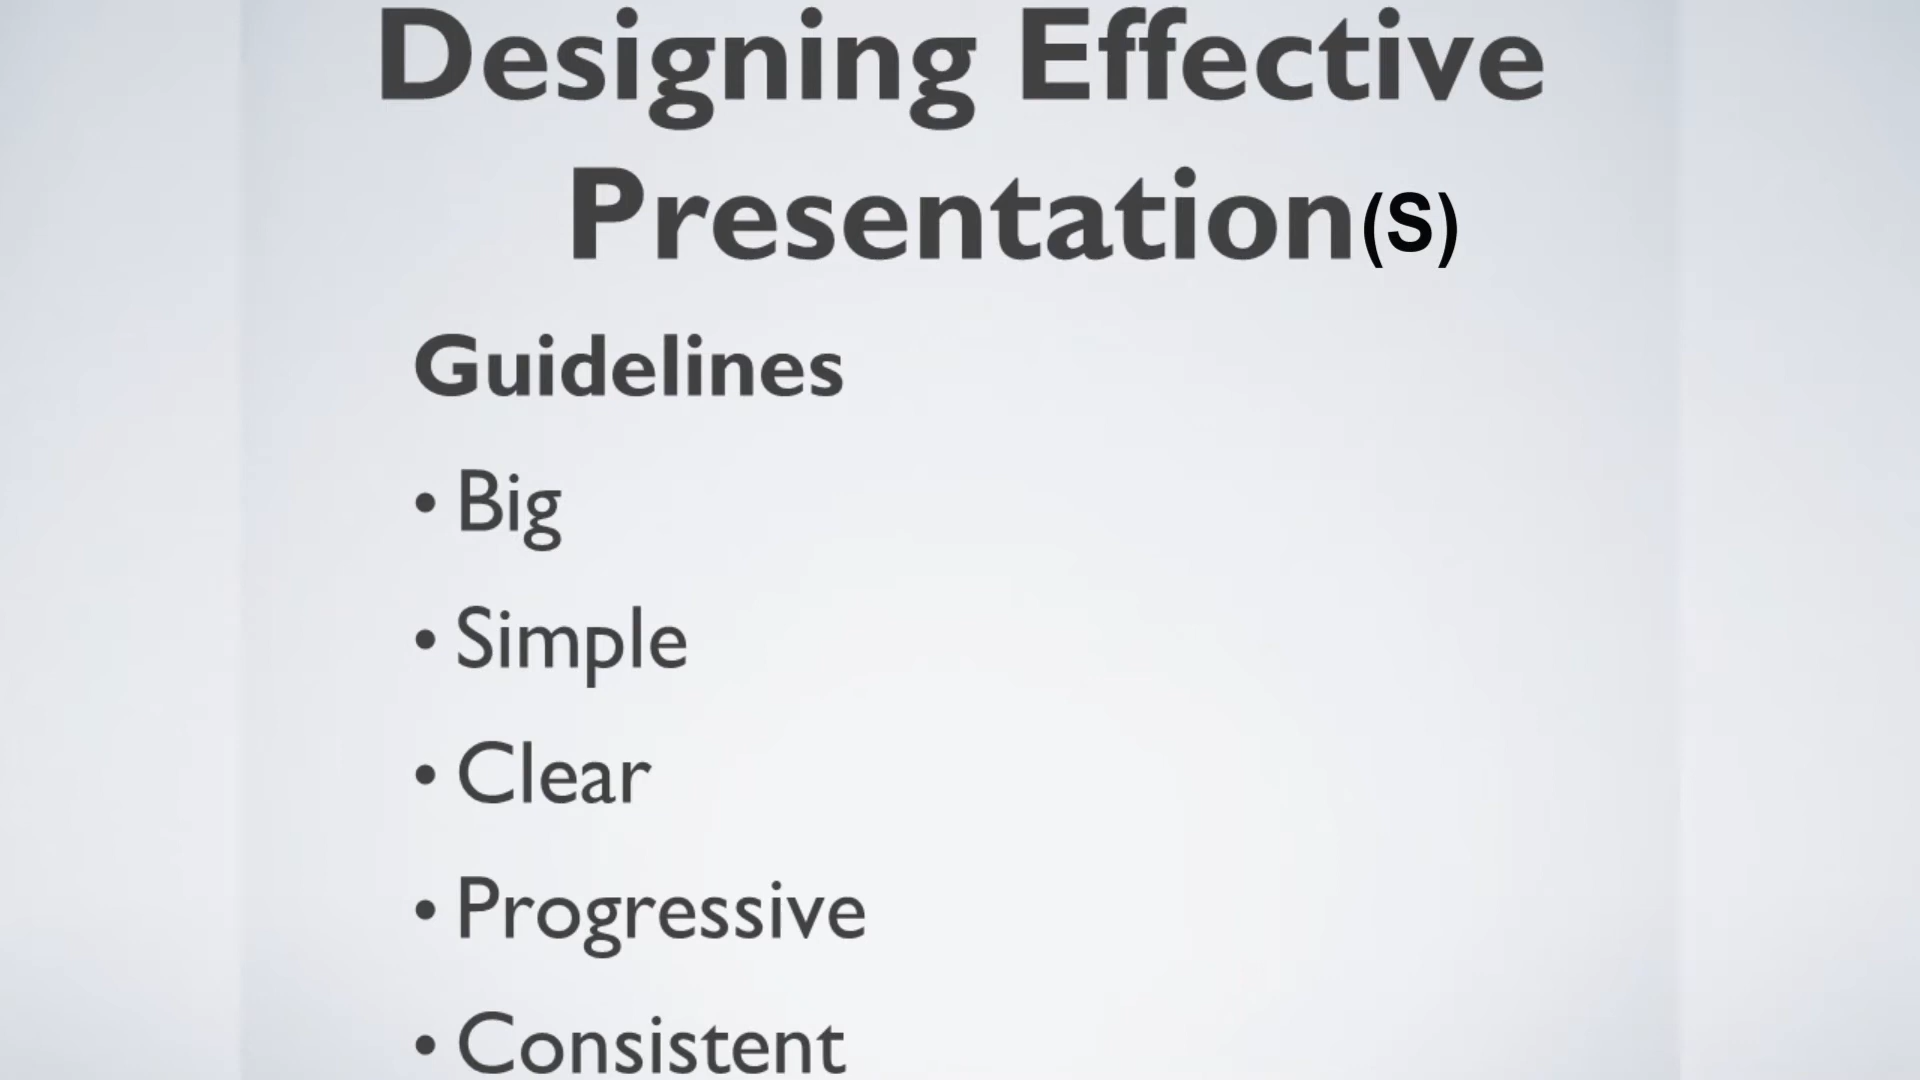 Designing Effective
Presentation(S)
Guidelines
• Big
• Simple
• Clear
• Progressive
• Consistent